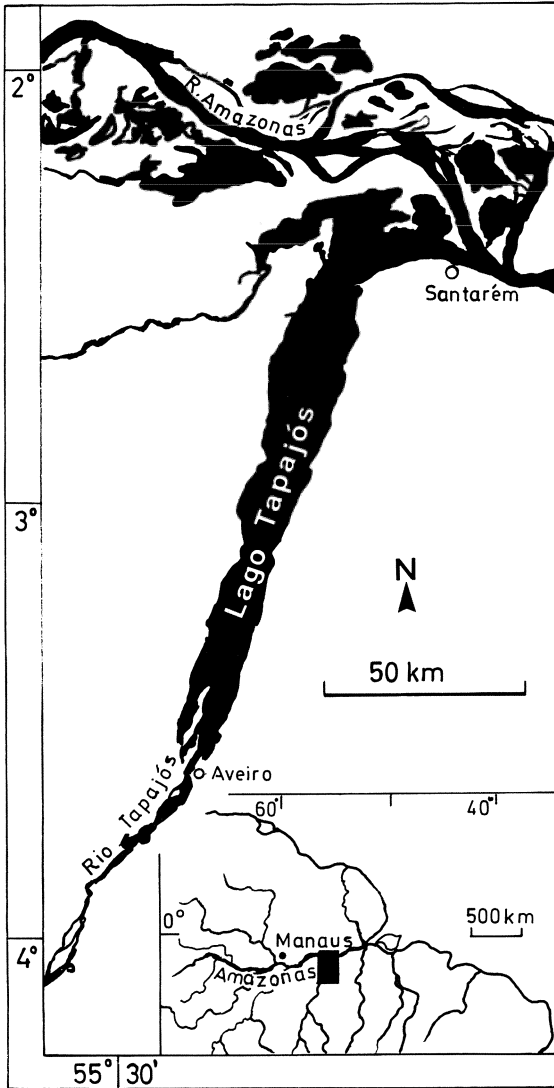 2°
R. Amazonas
Santarém
Lago Tapajós
3°
N
50 km
Aveiro
Rio Tapajós
60°
40°
0°
500 km
Manaus
Amazonas
4°
55° 30'